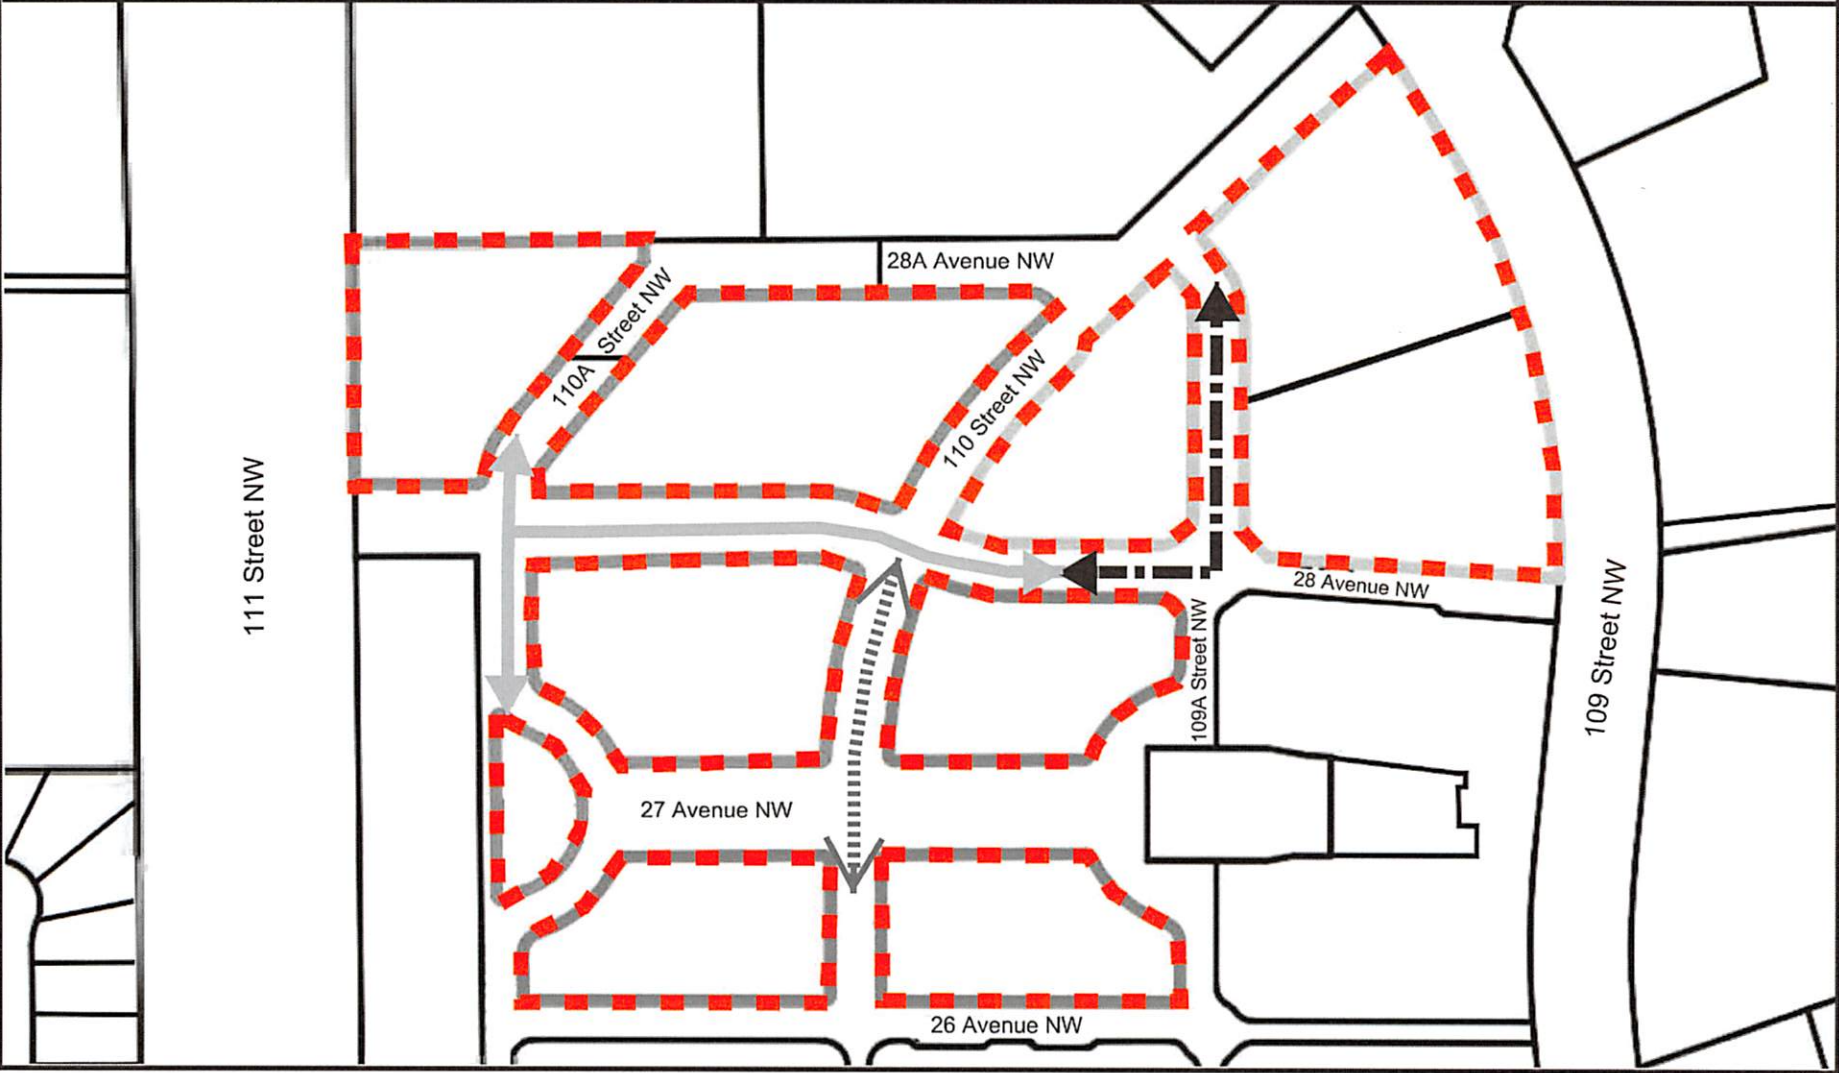 28A Avenue NW
110A Street NW
110 Street NW
111 Street NW
28 Avenue NW
109A Street NW
109 Street NW
27 Avenue NW
26 Avenue NW